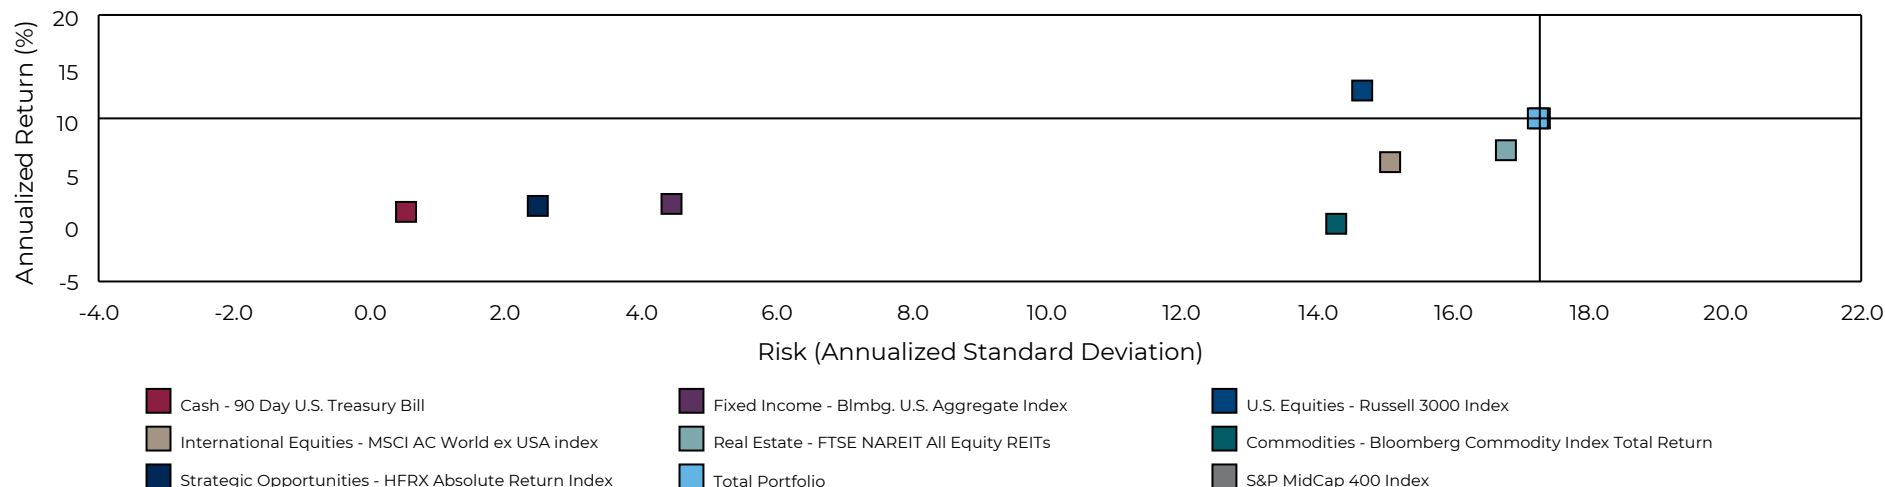 Annualized Return (%)
20
15
10
5
0
-5
-4.0 -2.0 0.0 2.0 4.0 6.0 8.0 10.0 12.0 14.0 16.0 18.0 20.0 22.0
Risk (Annualized Standard Deviation)
Cash - 90 Day U.S. Treasury Bill Fixed Income - Blmbg. U.S. Aggregate Index U.S. Equities - Russell 3000 Index
International Equities - MSCI AC World ex USA index Real Estate - FTSE NAREIT All Equity REITs Commodities - Bloomberg Commodity Index Total Return
Strategic Opportunities - HFRX Absolute Return Index Total Portfolio S&P MidCap 400 Index